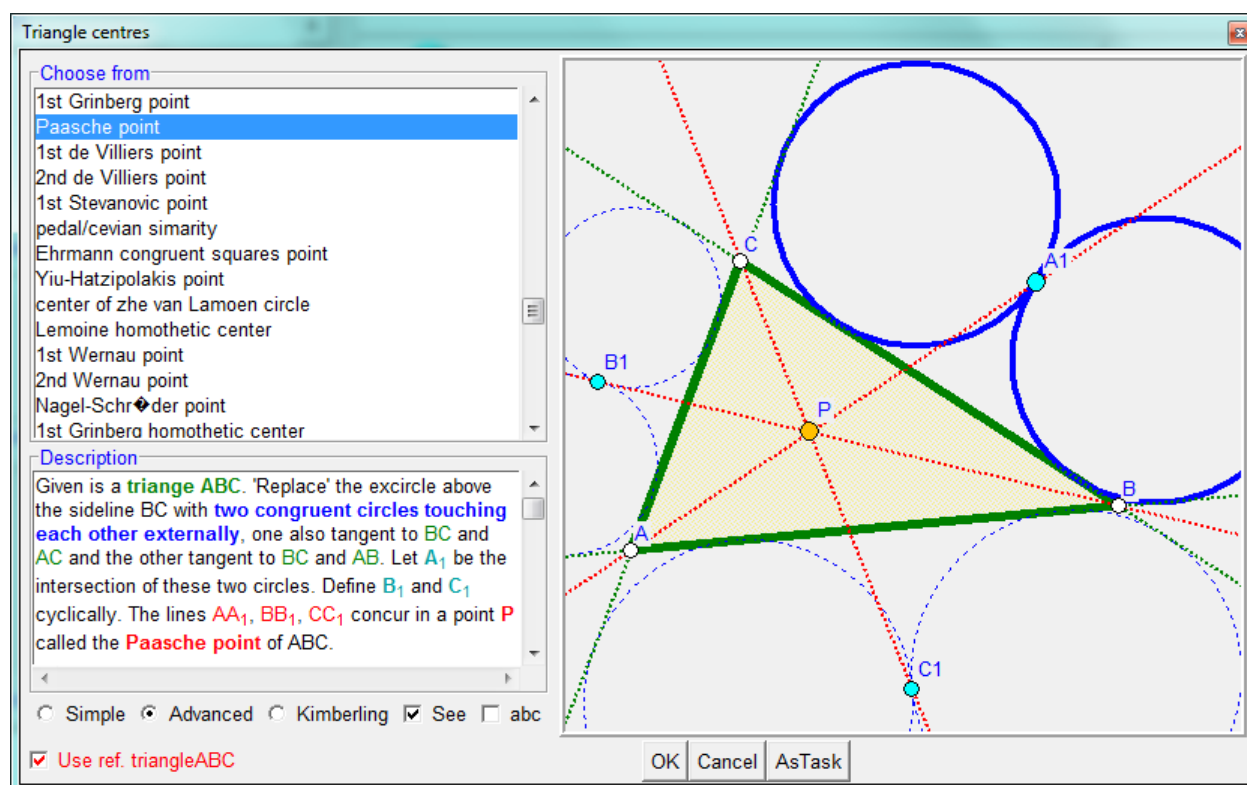 Triangle centres
Choose from
1st Grinberg point
Paasche point
1st de Villiers point
2nd de Villiers point
1st Stevanovic point
pedal/cevian simarity
Ehrmann congruent squares point
Yiu-Hatzipolakis point
center of zhe van Lamoen circle
Lemoine homothetic center
1st Wernau point
2nd Wernau point
Nagel-Schr�der point
1st Grinberg homothetic center
Description
Given is a triange ABC. 'Replace' the excircle above
the sideline BC with two congruent circles touching
each other externally, one also tangent to BC and
AC and the other tangent to BC and AB. Let A1 be the
intersection of these two circles. Define B1 and C1
cyclically. The lines AA1, BB1, CC1 concur in a point P
called the Paasche point of ABC.
Simple Advanced Kimberling See abc
Use ref. triangleABC
C
A1
B1
P
B
A
C1
OK Cancel AsTask